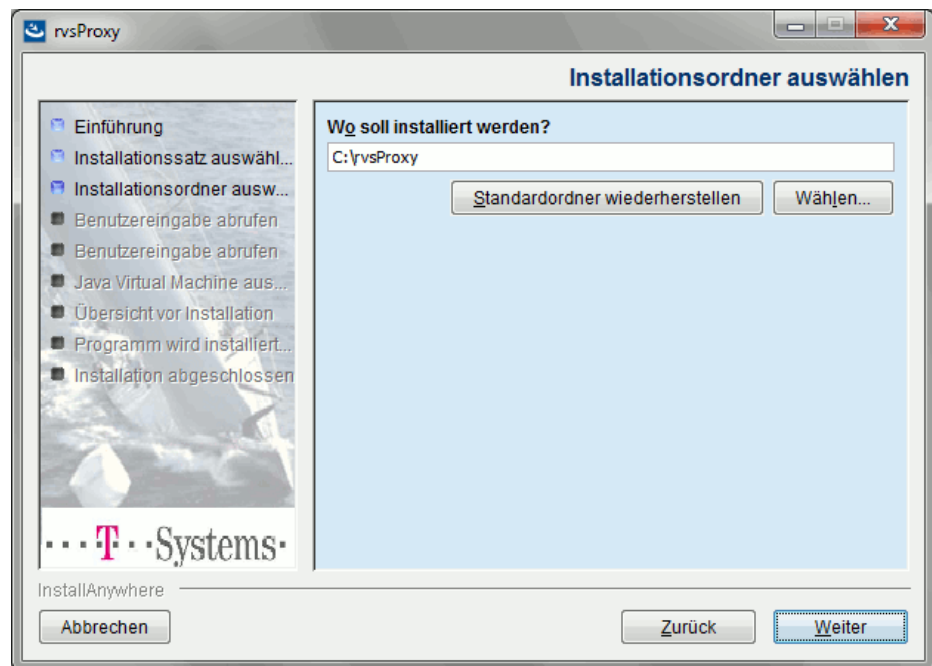 rvsProxy
Installationsordner auswählen
Einführung
Installationssatz auswähl...
Installationsordner ausw...
Benutzereingabe abrufen
Benutzereingabe abrufen
Java Virtual Machine aus...
Übersicht vor Installation
Programm wird installiert...
Installation abgeschlossen
Wo soll installiert werden?
C:\rvsProxy
Standardordner wiederherstellen
Wählen...
· · · T · · Systems·
InstallAnywhere
Abbrechen
Zurück
Weiter